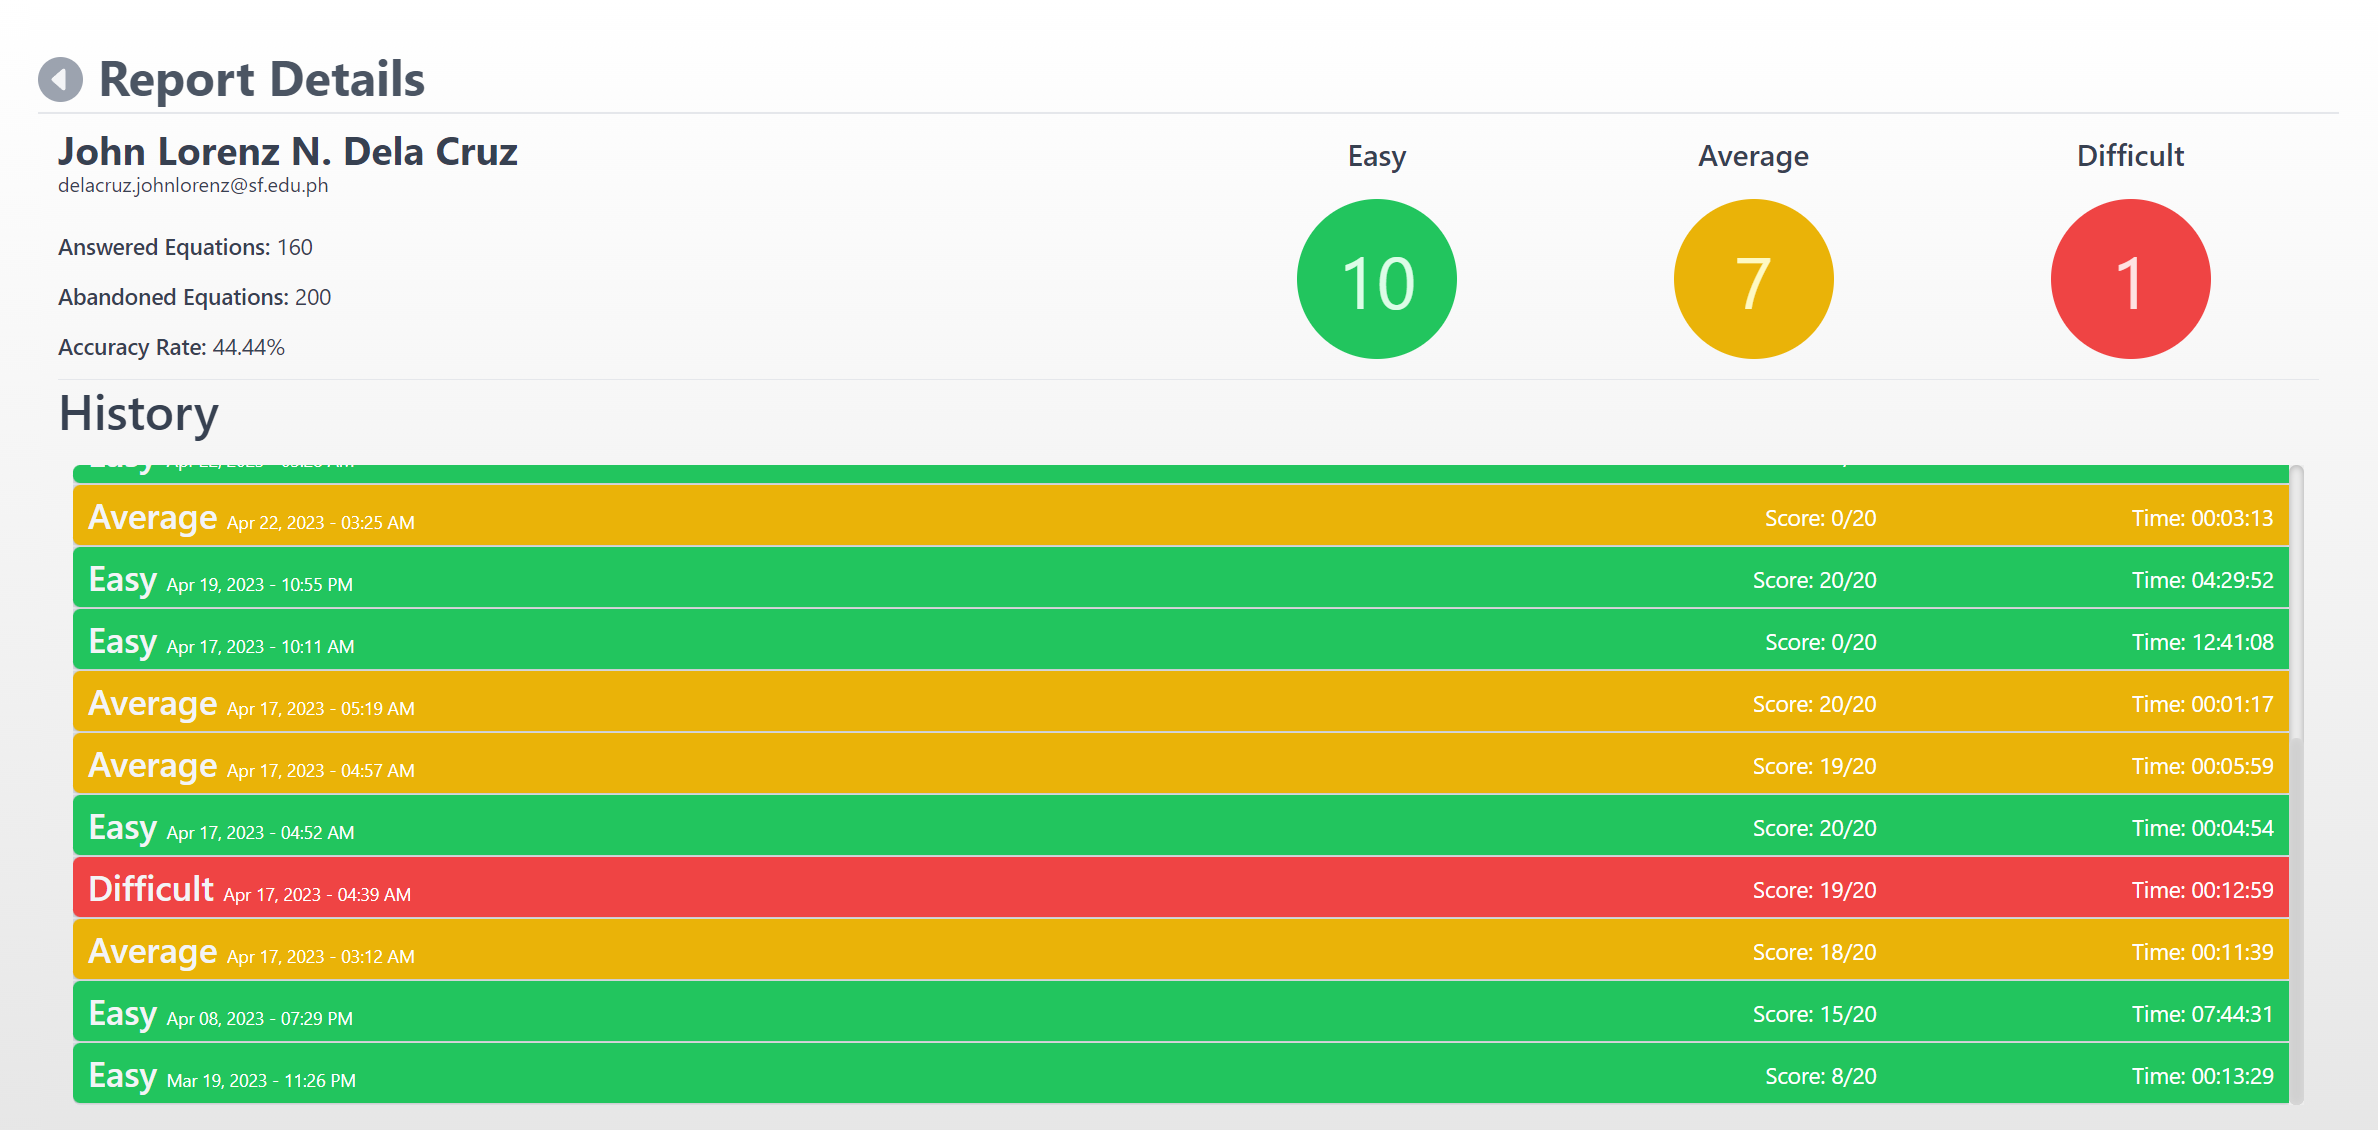 Report Details
John Lorenz N. Dela Cruz
delacruz.johnlorenz@sf.edu.ph
Answered Equations: 160
Abandoned Equations: 200
Accuracy Rate: 44.44%
Easy
10
Average
7
Difficult
1
History
Average Apr 22, 2023 - 03:25 AM Score: 0/20 Time: 00:03:13
Easy Apr 19, 2023 - 10:55 PM Score: 20/20 Time: 04:29:52
Easy Apr 17, 2023 - 10:11 AM Score: 0/20 Time: 12:41:08
Average Apr 17, 2023 - 05:19 AM Score: 20/20 Time: 00:01:17
Average Apr 17, 2023 - 04:57 AM Score: 19/20 Time: 00:05:59
Easy Apr 17, 2023 - 04:52 AM Score: 20/20 Time: 00:04:54
Difficult Apr 17, 2023 - 04:39 AM Score: 19/20 Time: 00:12:59
Average Apr 17, 2023 - 03:12 AM Score: 18/20 Time: 00:11:39
Easy Apr 08, 2023 - 07:29 PM Score: 15/20 Time: 07:44:31
Easy Mar 19, 2023 - 11:26 PM Score: 8/20 Time: 00:13:29